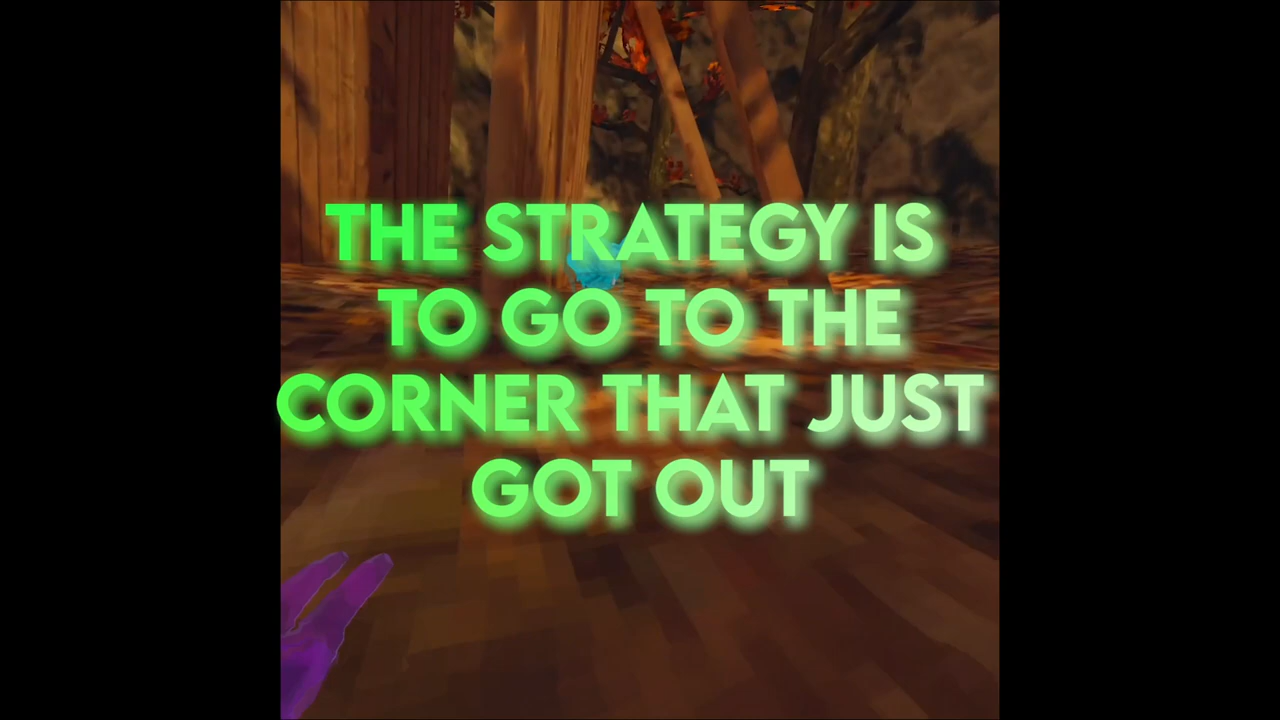 THE STRATEGY IS
TO GO TO THE
CORNER THAT JUST
GOT OUT